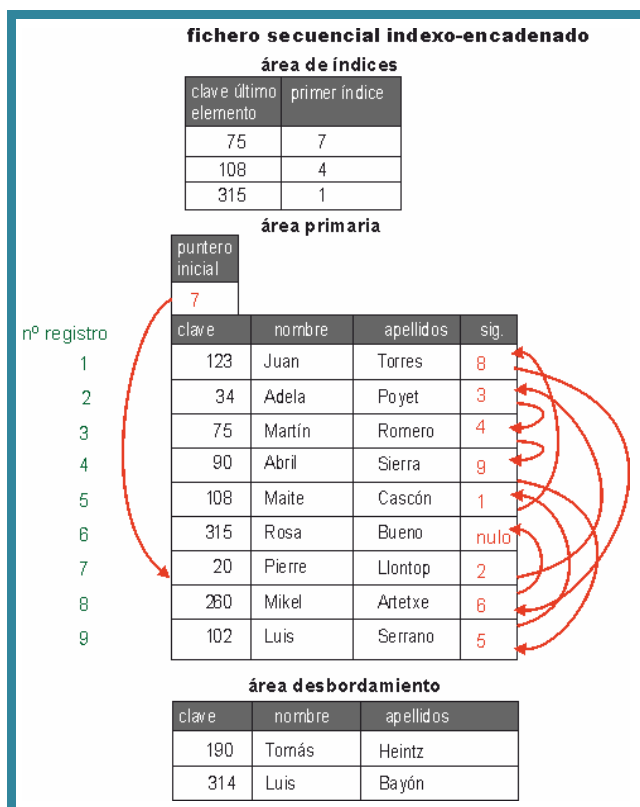 fichero secuencial indexo-encadenado
área de índices
clave último elemento primer índice
75 7
108 4
315 1
área primaria
puntero inicial
7
nº registro clave nombre apellidos sig.
1 123 Juan Torres 8
2 34 Adela Poyet 3
3 75 Martín Romero 4
4 90 Abril Sierra 9
5 108 Maite Cascón 1
6 315 Rosa Bueno nulo
7 20 Pierre Llontop 2
8 260 Mikel Artetxe 6
9 102 Luis Serrano 5
área desbordamiento
clave nombre apellidos
190 Tomás Heintz
314 Luis Bayón